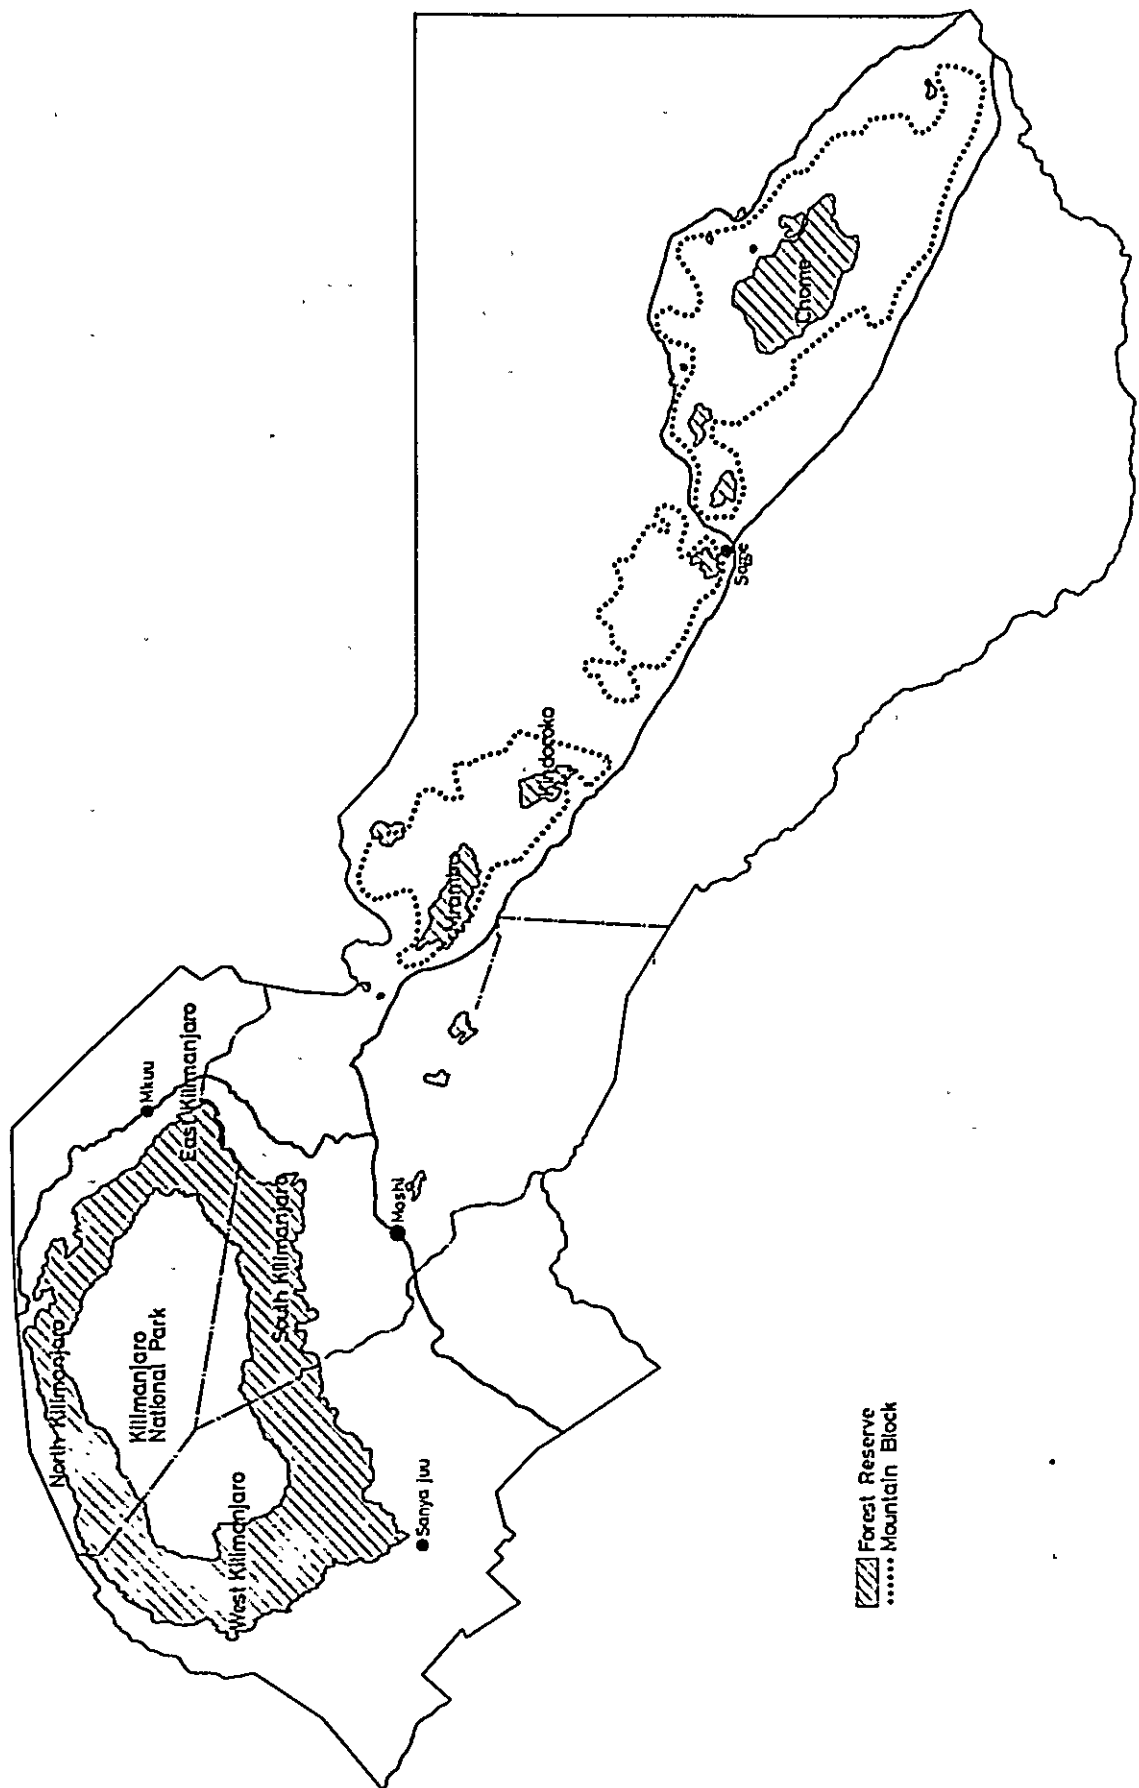 North Kilimanjaro
Kilimanjaro
National Park
West Kilimanjaro
East Kilimanjaro
Mkuu
South Kilimanjaro
Sanya juu
Moshi
Kindoroko
Same
Chome
Forest Reserve
Mountain Block